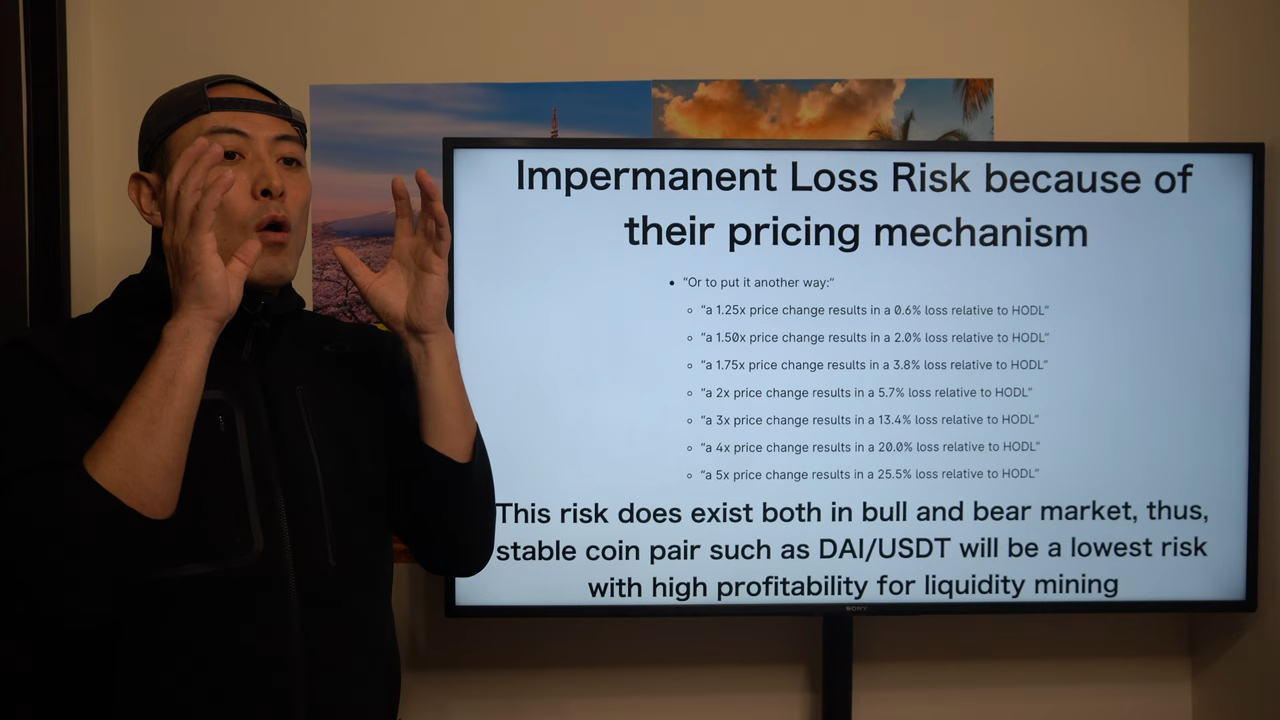 Impermanent Loss Risk because of
their pricing mechanism
• “Or to put it another way:”
◦ “a 1.25x price change results in a 0.6% loss relative to HODL”
◦ “a 1.50x price change results in a 2.0% loss relative to HODL”
◦ “a 1.75x price change results in a 3.8% loss relative to HODL”
◦ “a 2x price change results in a 5.7% loss relative to HODL”
◦ “a 3x price change results in a 13.4% loss relative to HODL”
◦ “a 4x price change results in a 20.0% loss relative to HODL”
◦ “a 5x price change results in a 25.5% loss relative to HODL”
This risk does exist both in bull and bear market, thus,
stable coin pair such as DAI/USDT will be a lowest risk
with high profitability for liquidity mining
SONY